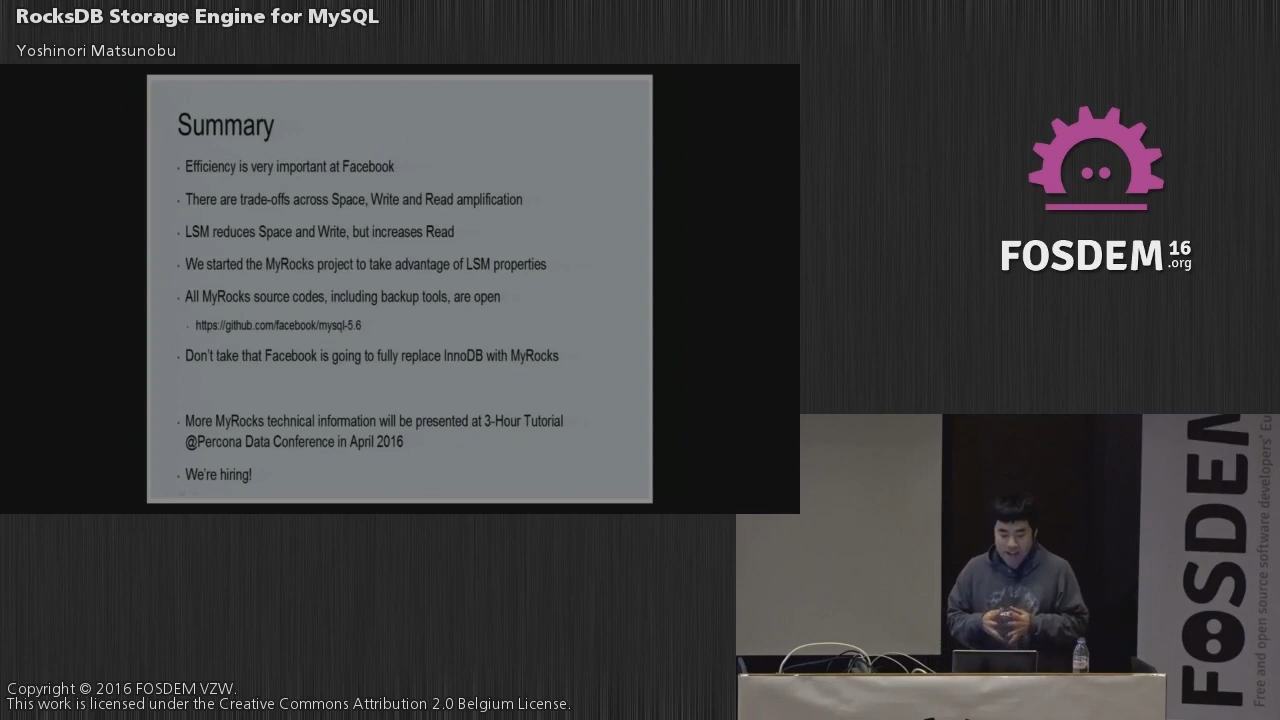 RocksDB Storage Engine for MySQL
Yoshinori Matsunobu
Summary
Efficiency is very important at Facebook
There are trade-offs across Space, Write and Read amplification
LSM reduces Space and Write, but increases Read
We started the MyRocks project to take advantage of LSM properties
All MyRocks source codes, including backup tools, are open
https://github.com/facebook/mysql-5.6
Don't take that Facebook is going to fully replace InnoDB with MyRocks
More MyRocks technical information will be presented at 3-Hour Tutorial
@Percona Data Conference in April 2016
We're hiring!
FOSDEM 16
.org
FOSDEM
Free and open source software developers' Eu
Copyright © 2016 FOSDEM VZW.
This work is licensed under the Creative Commons Attribution 2.0 Belgium License.